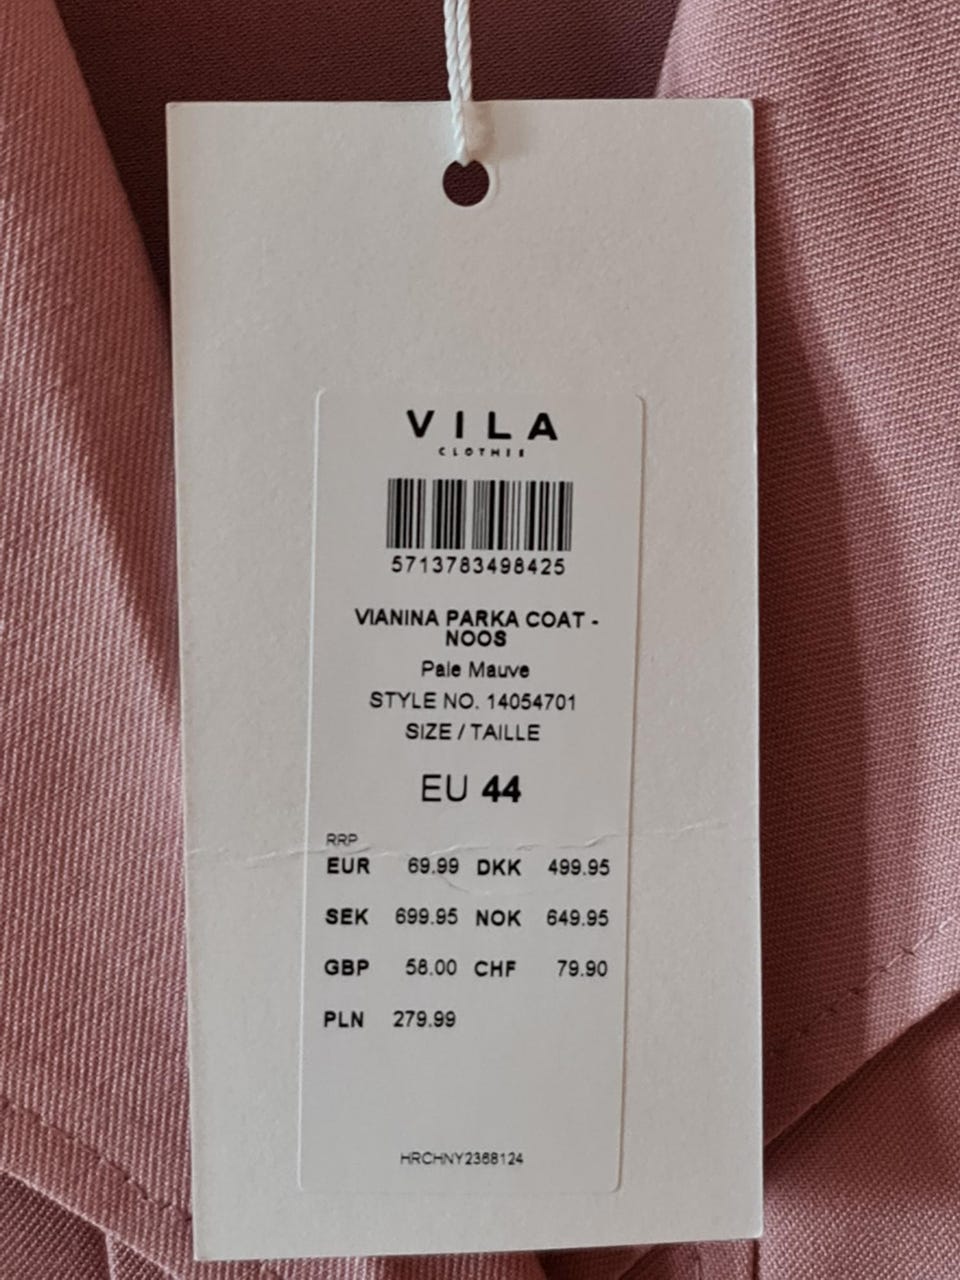 VILA
CLOTHES
5713783498425
VIANINA PARKA COAT -
NOOS
Pale Mauve
STYLE NO. 14054701
SIZE / TAILLE
EU 44
RRP
EUR 69.99 DKK 499.95
SEK 699.95 NOK 649.95
GBP 58.00 CHF 79.90
PLN 279.99
HRCHNY2368124